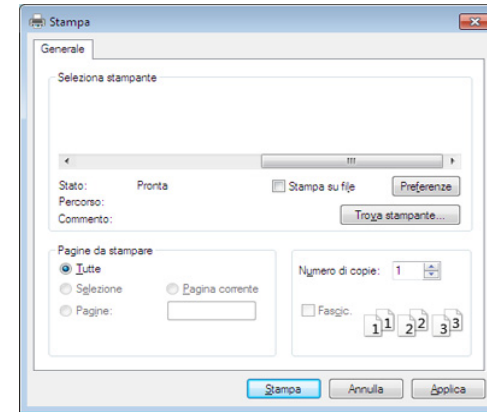 Stampa
Generale
Seleziona stampante
Stato: Pronta
Stampa su file
Preferenze
Percorso:
Commento:
Trova stampante...
Pagine da stampare
Tutte
Selezione
Pagina corrente
Pagine:
Numero di copie: 1
Fascic.
1 1 2 2 3 3
Stampa
Annulla
Applica